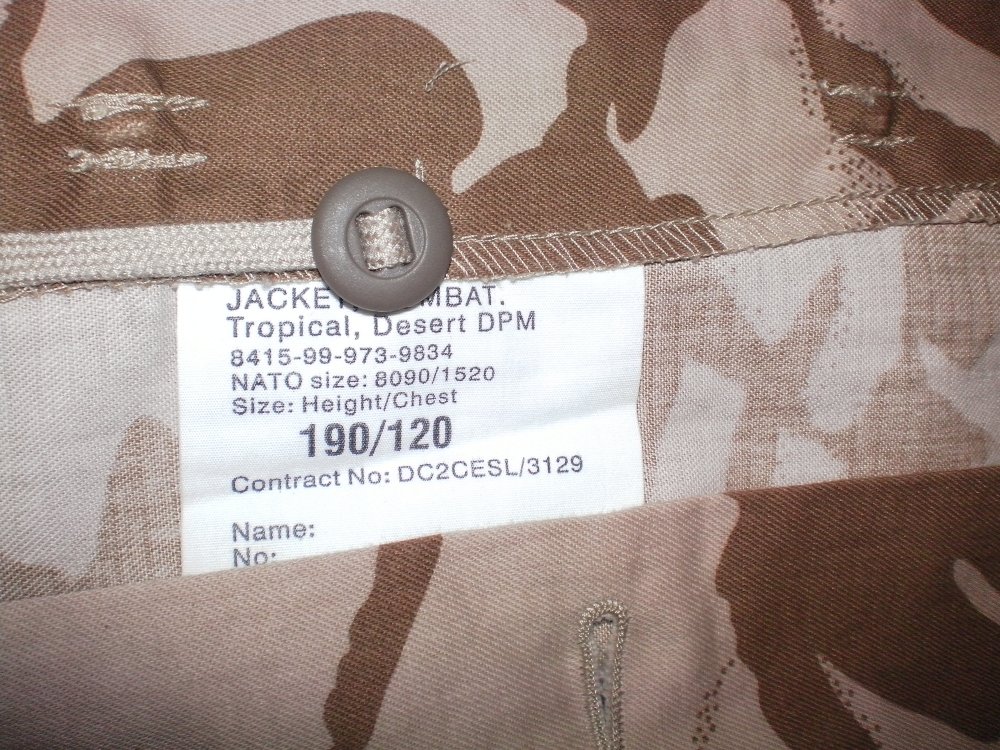 JACKET, COMBAT.
Tropical, Desert DPM
8415-99-973-9834
NATO size: 8090/1520
Size: Height/Chest
190/120
Contract No: DC2CESL/3129
Name:
No: